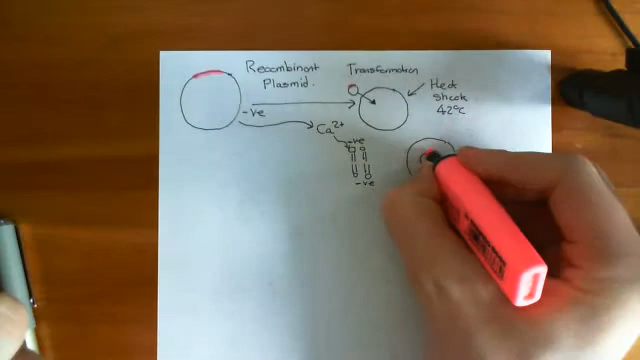 Recombinant
Plasmid.
Transformation
Heat
Shock
42°C
-ve
Ca²⁺
-ve
-ve